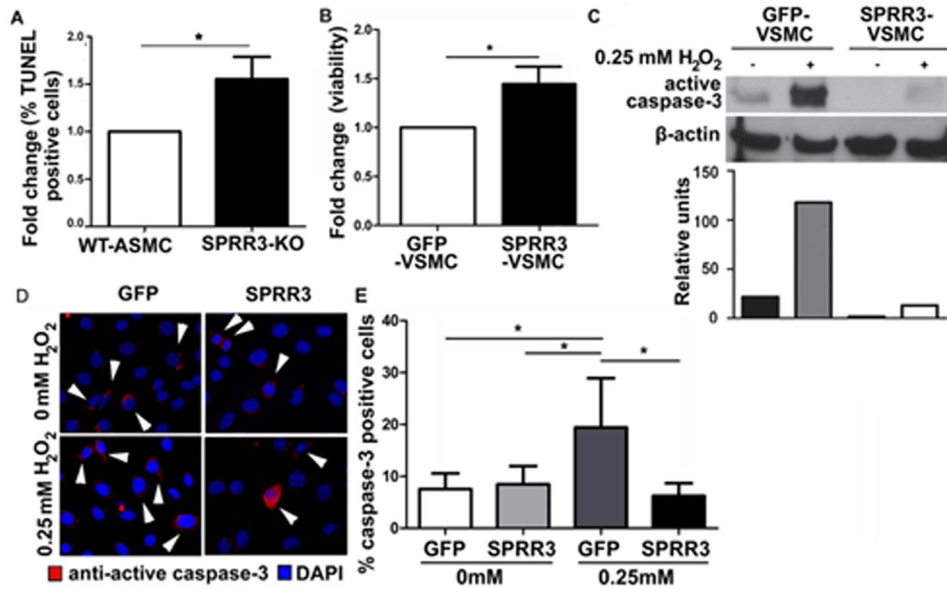 A
Fold change (% TUNEL
positive cells)
2.0
1.5
1.0
0.5
0.0
*
WT-ASMC SPRR3-KO
B
Fold change (viability)
2.0
1.5
1.0
0.5
0.0
*
GFP
-VSMC
SPRR3
-VSMC
C
GFP-
VSMC
SPRR3-
VSMC
0.25 mM H₂O₂ - + - +
active
caspase-3
β-actin
Relative units
150
100
50
0
D
GFP SPRR3
0 mM H₂O₂
0.25 mM H₂O₂
anti-active caspase-3 DAPI
E
% caspase-3 positive cells
40
30
20
10
0
*
*
*
GFP SPRR3 GFP SPRR3
0mM 0.25mM